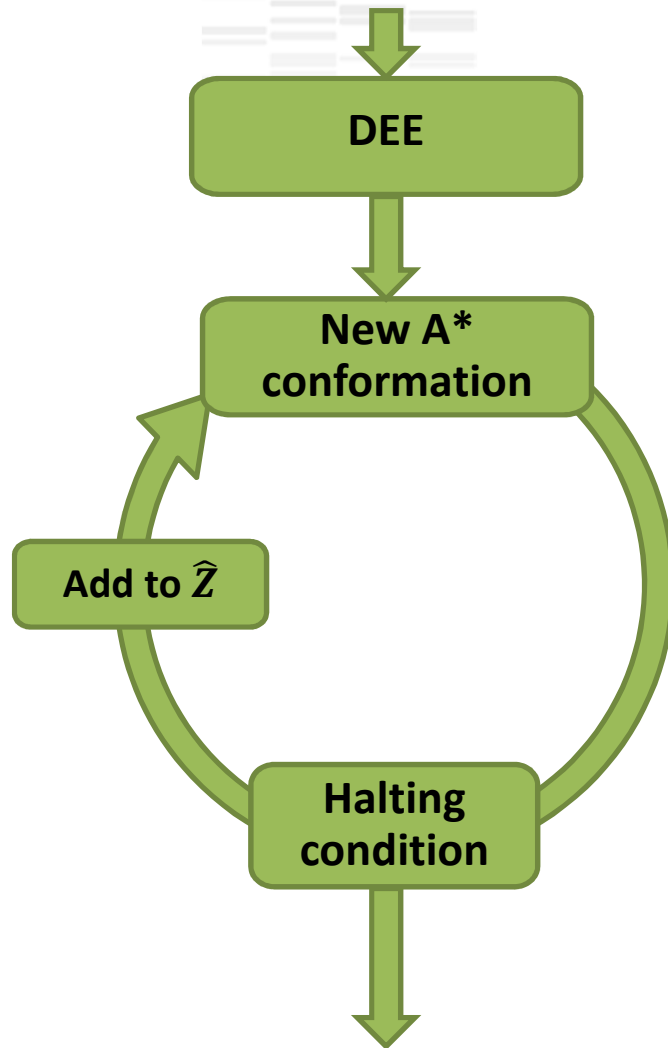 DEE
New A*
conformation
Add to Ẑ
Halting
condition